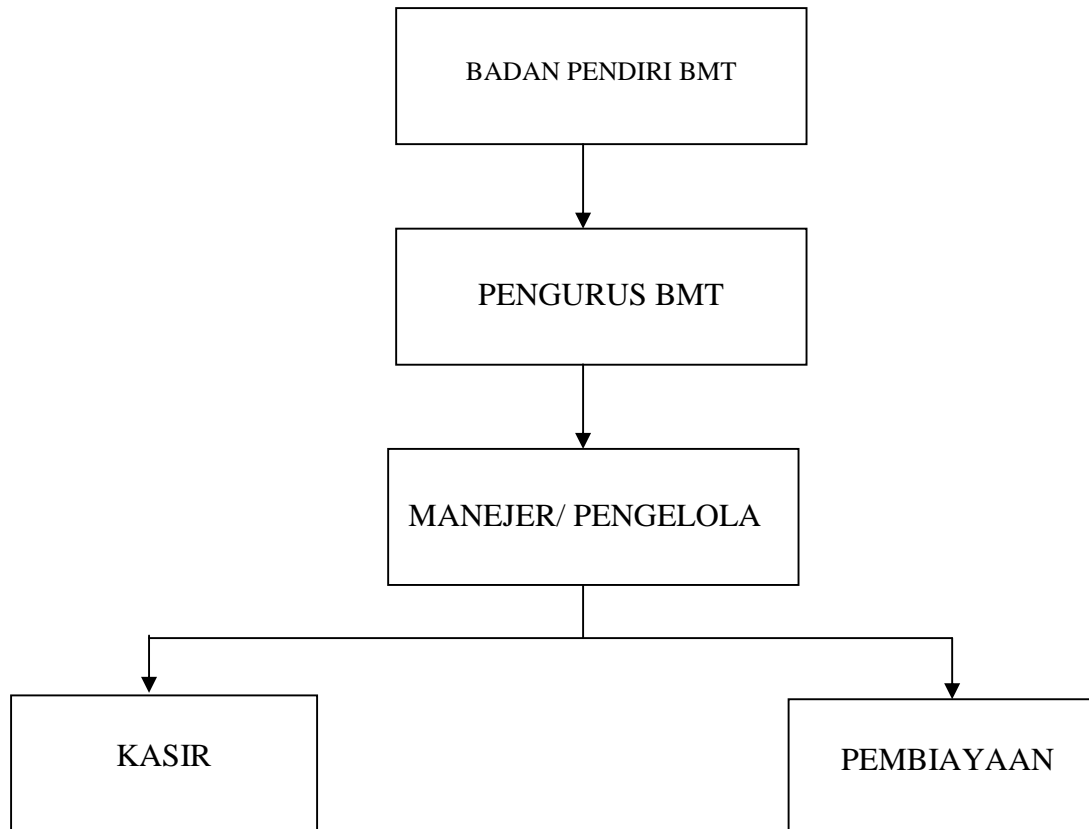 BADAN PENDIRI BMT
PENGURUS BMT
MANEJER/ PENGELOLA
KASIR
PEMBIAYAAN